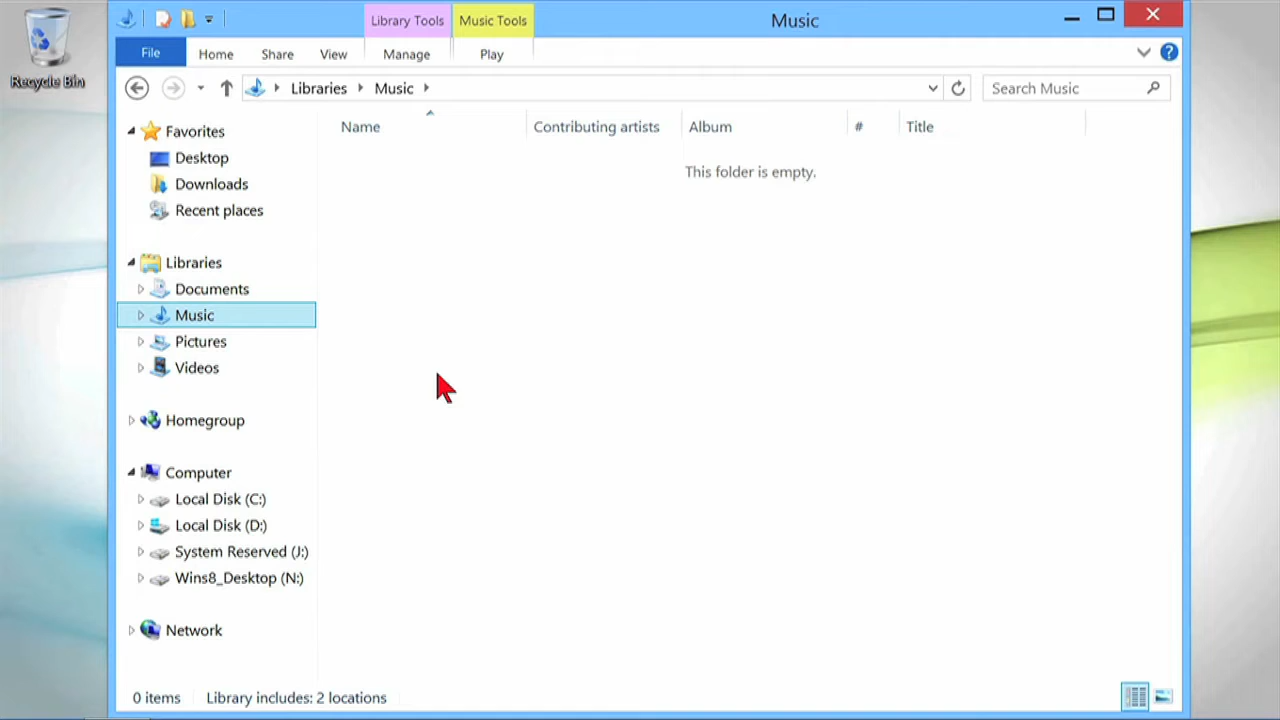 Recycle Bin
Library Tools
Music Tools
Music
File
Home
Share
View
Manage
Play
Libraries
Music
Search Music
Name
Contributing artists
Album
#
Title
This folder is empty.
Favorites
Desktop
Downloads
Recent places
Libraries
Documents
Music
Pictures
Videos
Homegroup
Computer
Local Disk (C:)
Local Disk (D:)
System Reserved (J:)
Wins8_Desktop (N:)
Network
0 items
Library includes: 2 locations